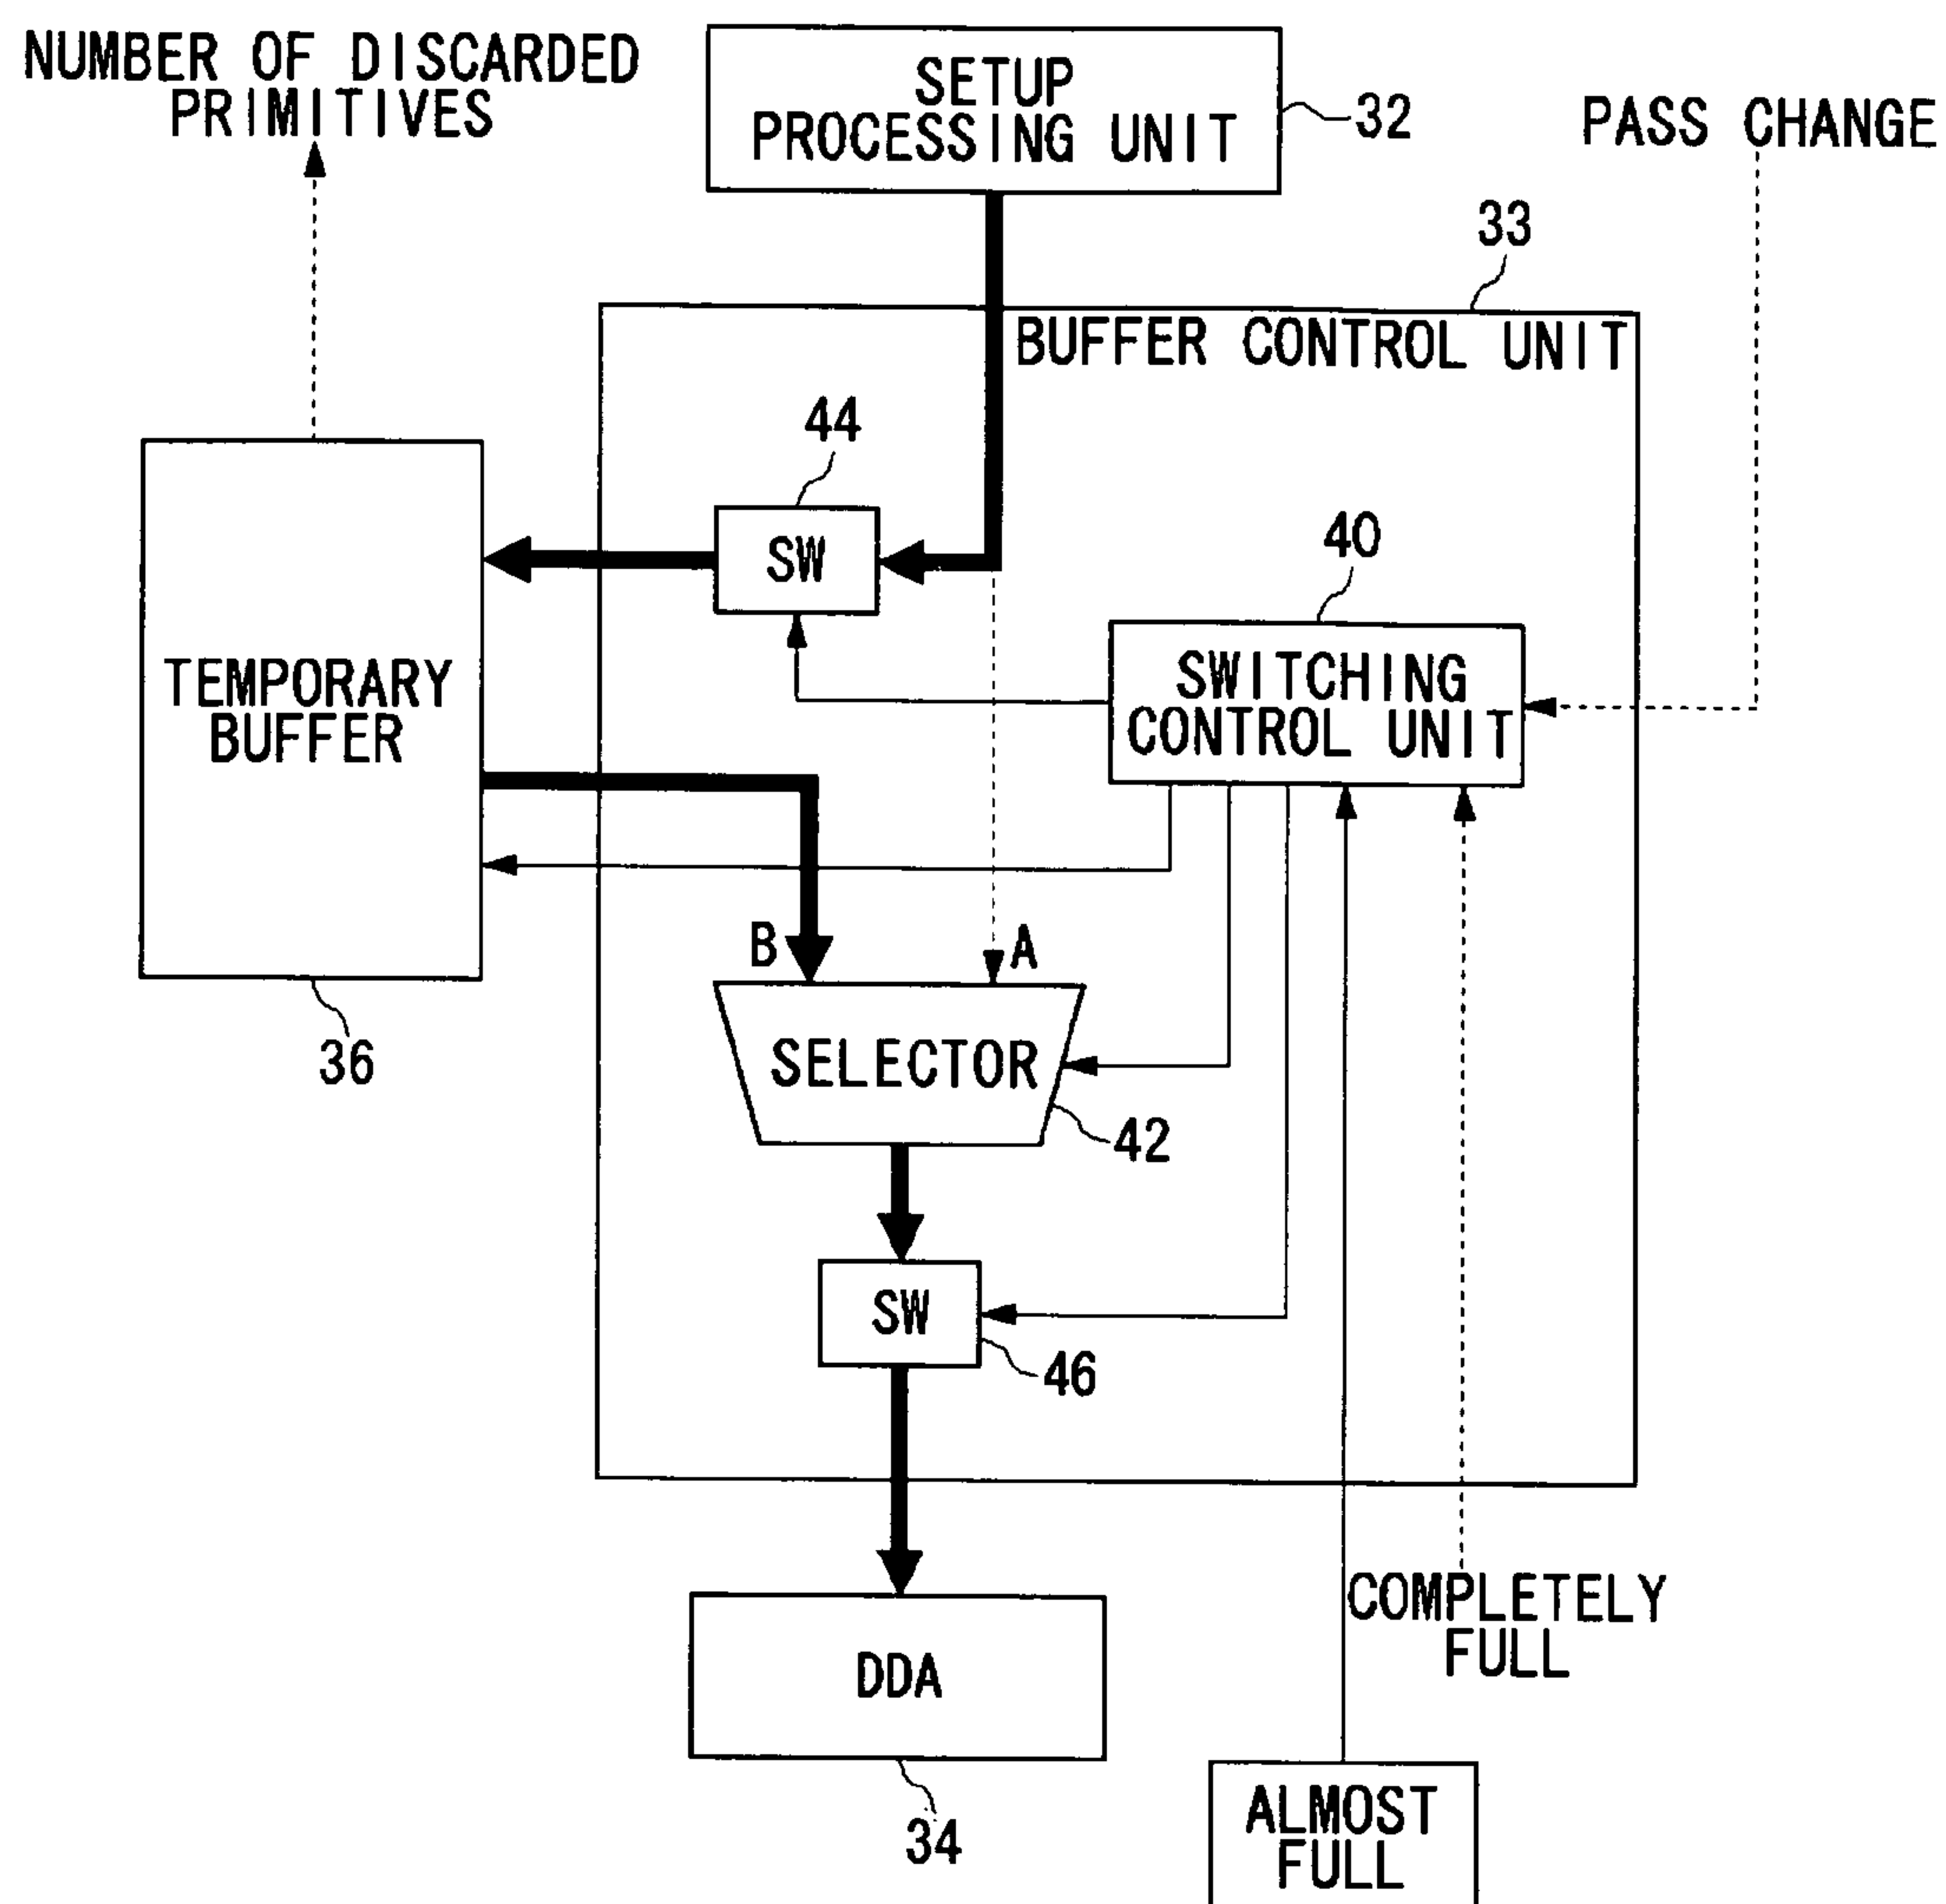 NUMBER OF DISCARDED
PRIMITIVES
SETUP
PROCESSING UNIT
32
PASS CHANGE
33
BUFFER CONTROL UNIT
44
SW
40
SWITCHING
CONTROL UNIT
TEMPORARY
BUFFER
B
A
36
SELECTOR
42
SW
46
COMPLETELY
FULL
DDA
34
ALMOST
FULL